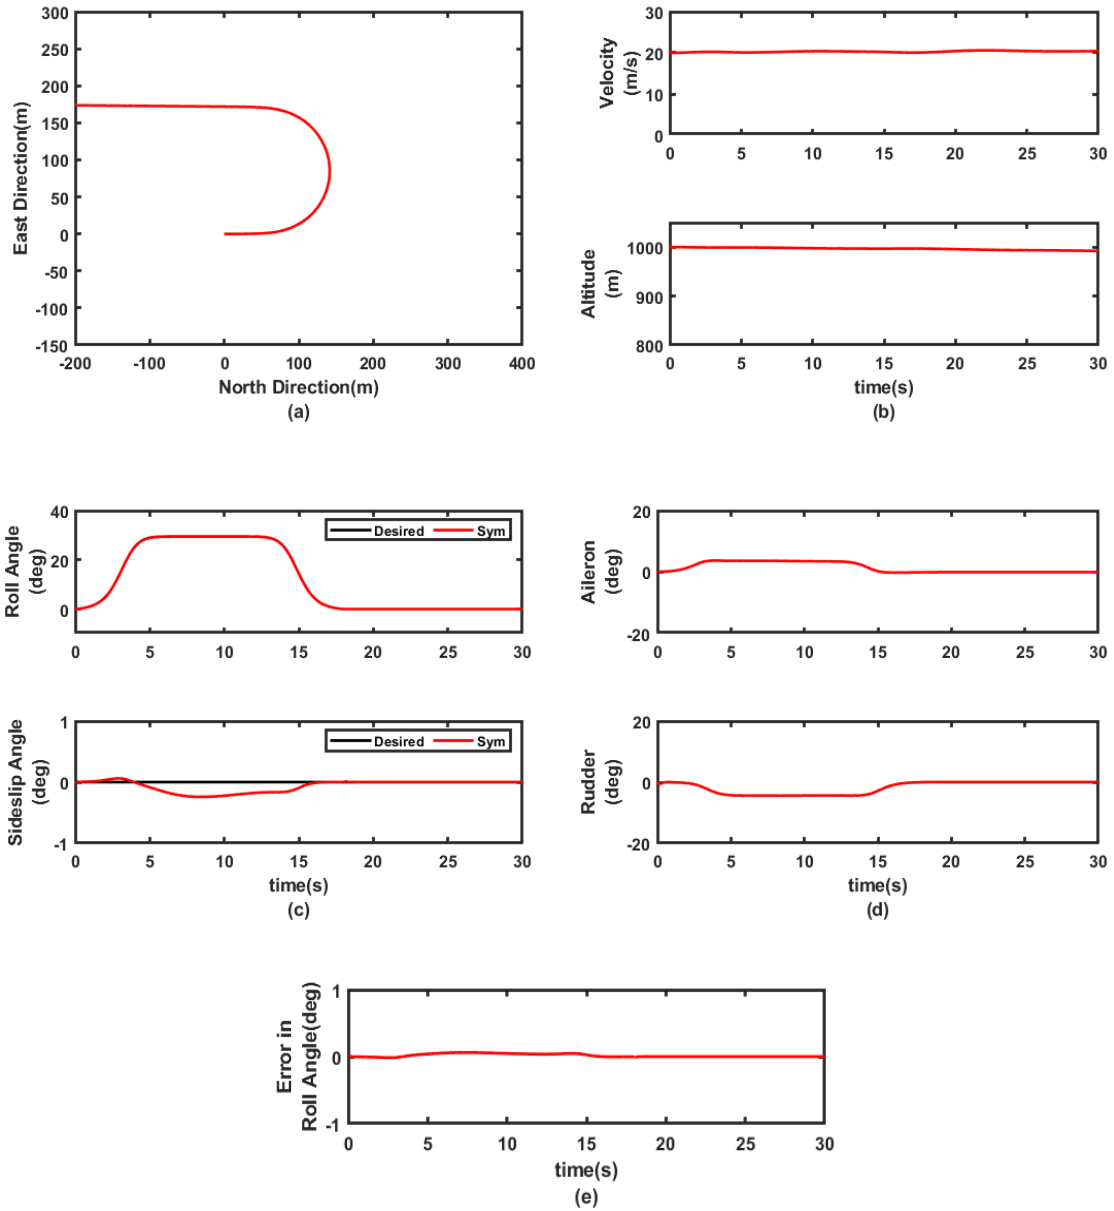 300
250
200
150
100
50
0
-50
-100
-150
-200 -100 0 100 200 300 400
East Direction(m)
North Direction(m)
(a)
30
20
10
0
0 5 10 15 20 25 30
Velocity
(m/s)
1000
900
800
0 5 10 15 20 25 30
Altitude
(m)
time(s)
(b)
40
20
0
0 5 10 15 20 25 30
Roll Angle
(deg)
Desired Sym
1
0
-1
0 5 10 15 20 25 30
Sideslip Angle
(deg)
Desired Sym
time(s)
(c)
20
0
-20
0 5 10 15 20 25 30
Aileron
(deg)
20
0
-20
0 5 10 15 20 25 30
Rudder
(deg)
time(s)
(d)
1
0
-1
0 5 10 15 20 25 30
Error in
Roll Angle(deg)
time(s)
(e)